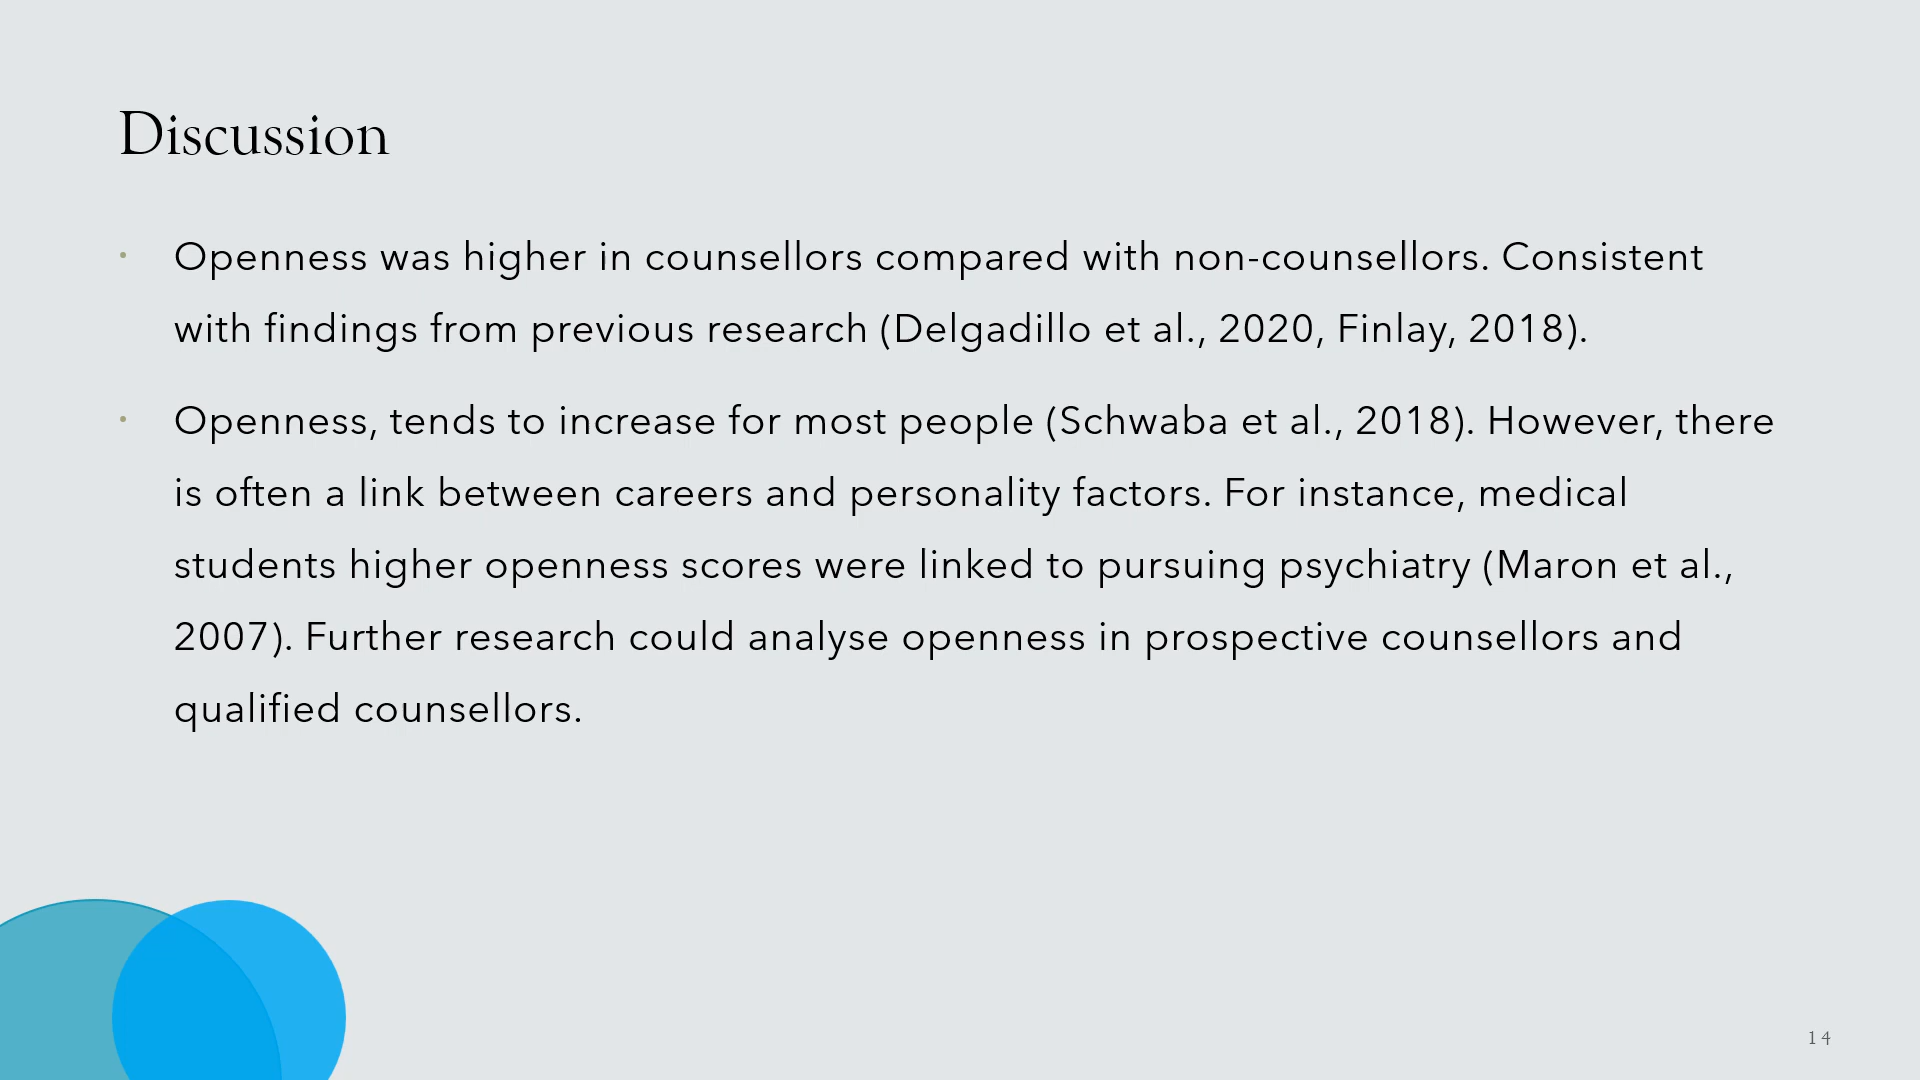 Discussion
• Openness was higher in counsellors compared with non-counsellors. Consistent
with findings from previous research (Delgadillo et al., 2020, Finlay, 2018).
• Openness, tends to increase for most people (Schwaba et al., 2018). However, there
is often a link between careers and personality factors. For instance, medical
students higher openness scores were linked to pursuing psychiatry (Maron et al.,
2007). Further research could analyse openness in prospective counsellors and
qualified counsellors.
14